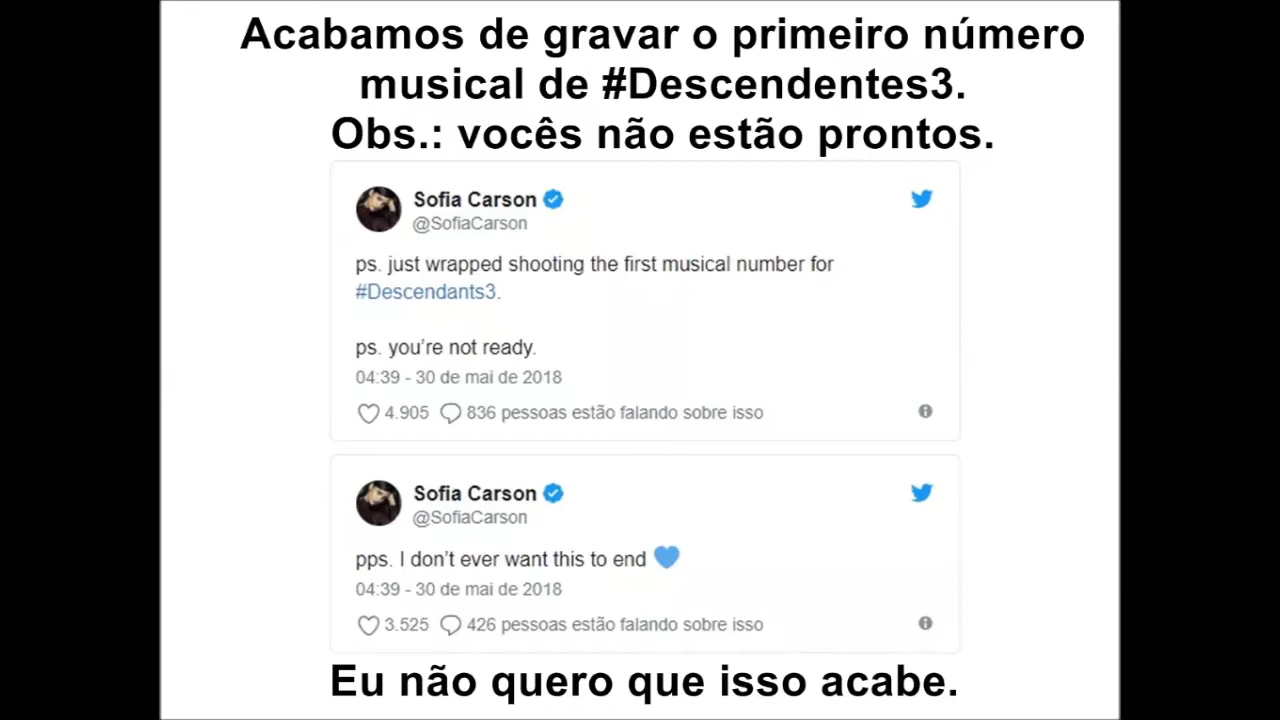 Acabamos de gravar o primeiro número
musical de #Descendentes3.
Obs.: vocês não estão prontos.
Sofia Carson
@SofiaCarson
ps. just wrapped shooting the first musical number for
#Descendants3.
ps. you're not ready.
04:39 - 30 de mai de 2018
4.905 836 pessoas estão falando sobre isso
Sofia Carson
@SofiaCarson
pps. I don't ever want this to end 💙
04:39 - 30 de mai de 2018
3.525 426 pessoas estão falando sobre isso
Eu não quero que isso acabe.